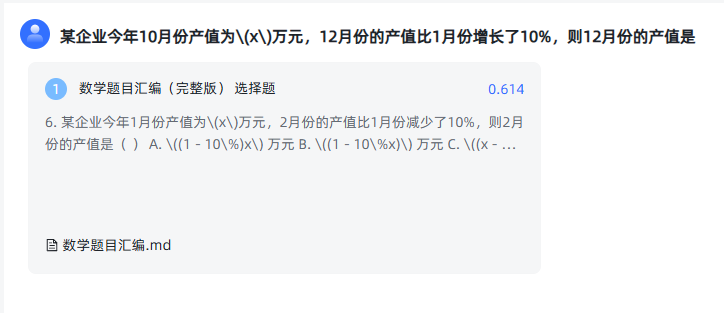 某企业今年10月份产值为\(x\)万元，12月份的产值比1月份增长了10%，则12月份的产值是
1 数学题目汇编（完整版） 选择题 0.614
6. 某企业今年1月份产值为\(x\)万元，2月份的产值比1月份减少了10%，则2月
份的产值是（ ） A. \((1 - 10\%)x\) 万元 B. \((1 - 10\%x)\) 万元 C. \((x - ...
数学题目汇编.md